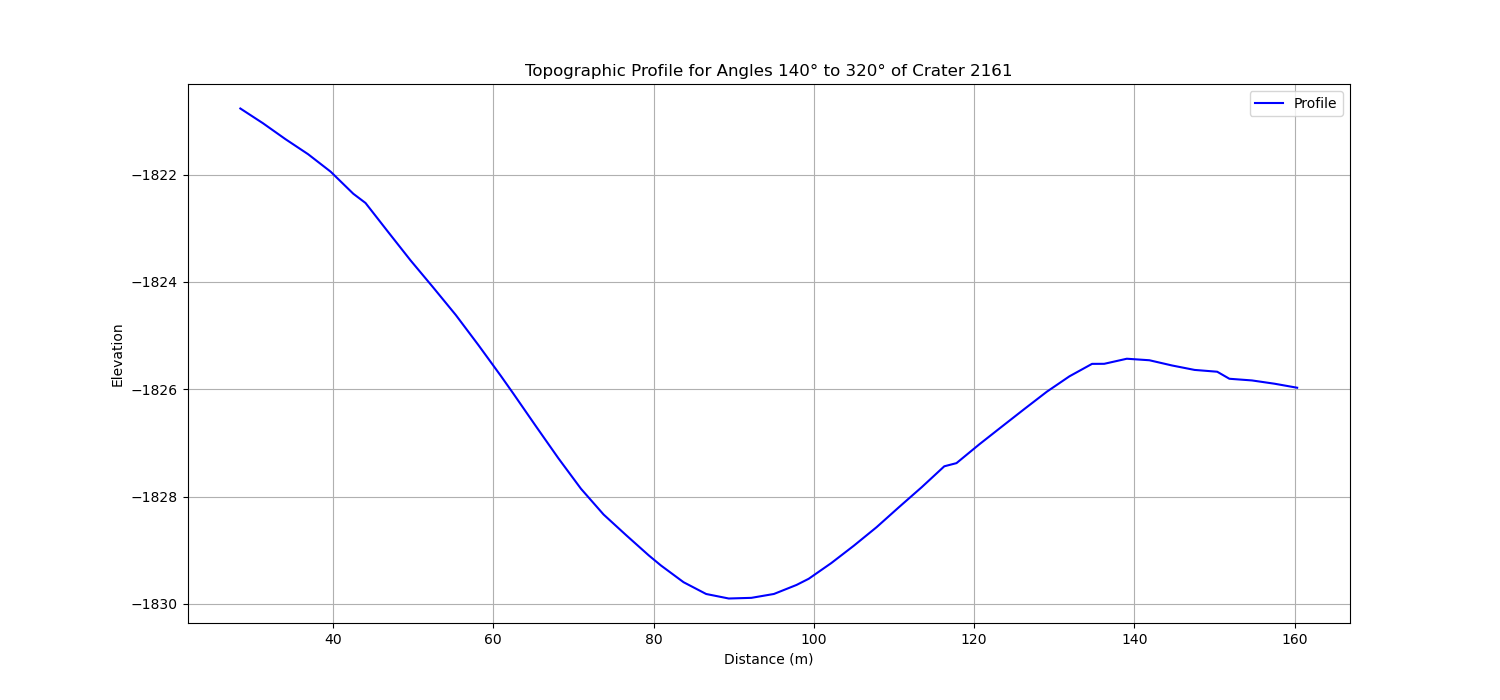 Topographic Profile for Angles 140° to 320° of Crater 2161
Profile
Elevation
−1822
−1824
−1826
−1828
−1830
40 60 80 100 120 140 160
Distance (m)